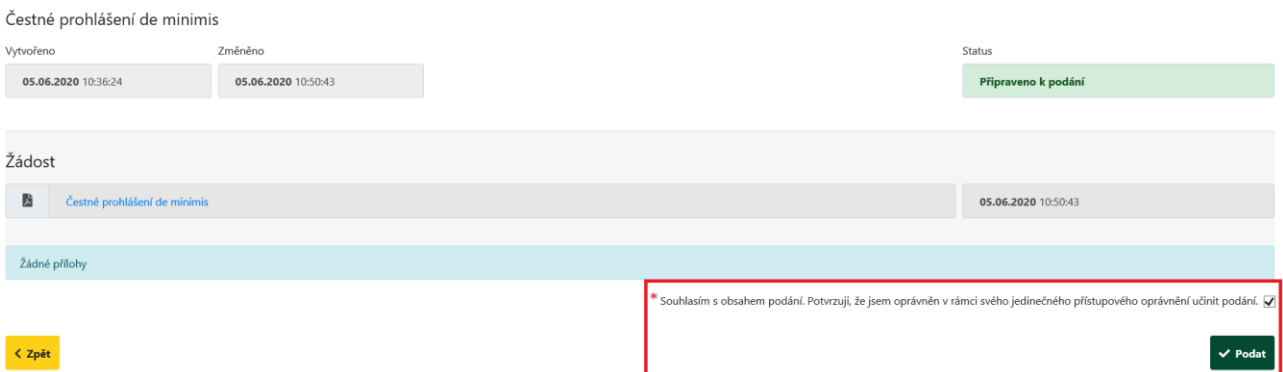 Čestné prohlášení de minimis
Vytvořeno Změněno Status
05.06.2020 10:36:24 05.06.2020 10:50:43 Připraveno k podání
Žádost
Čestné prohlášení de minimis 05.06.2020 10:50:43
Žádné přílohy
* Souhlasím s obsahem podání. Potvrzuji, že jsem oprávněn v rámci svého jedinečného přístupového oprávnění učinit podání.
Zpět Podat